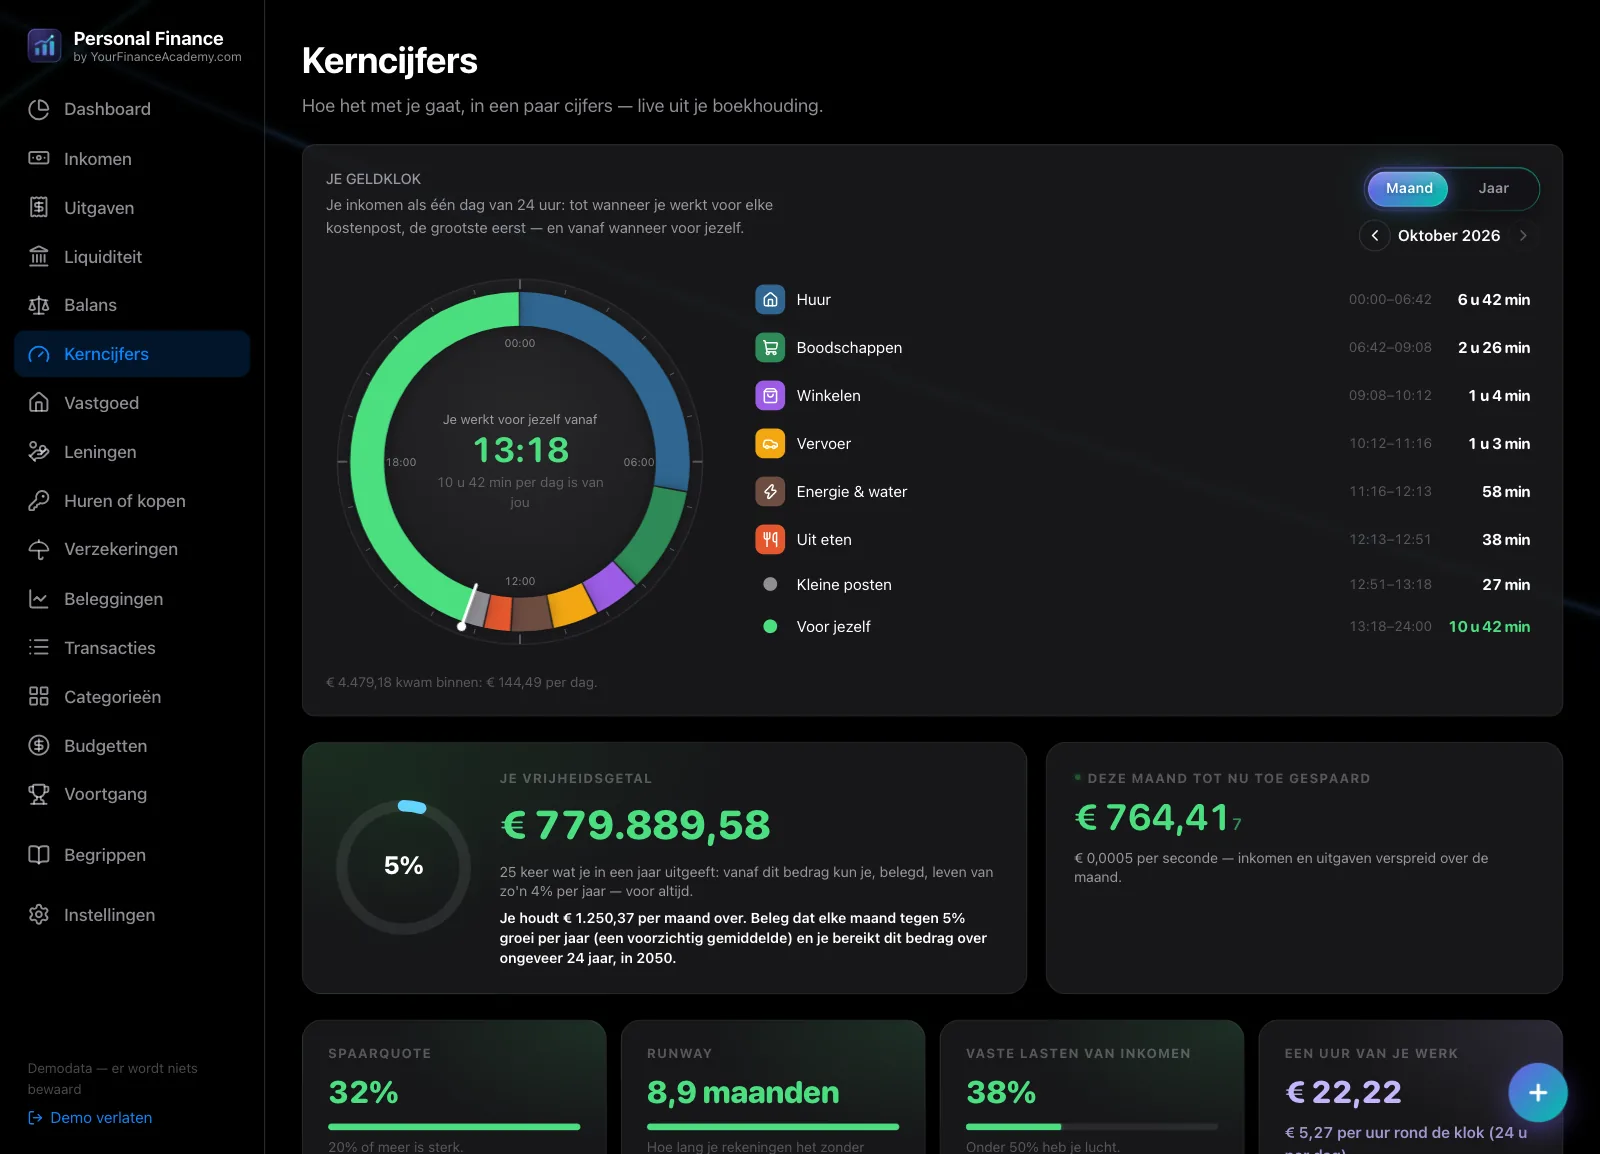 Personal Finance
by YourFinanceAcademy.com
Dashboard
Inkomen
Uitgaven
Liquiditeit
Balans
Kerncijfers
Vastgoed
Leningen
Huren of kopen
Verzekeringen
Beleggingen
Transacties
Categorieën
Budgetten
Voortgang
Begrippen
Instellingen
Demodata — er wordt niets
bewaard
Demo verlaten
Kerncijfers
Hoe het met je gaat, in een paar cijfers — live uit je boekhouding.
JE GELDKLOK
Je inkomen als één dag van 24 uur: tot wanneer je werkt voor elke
kostenpost, de grootste eerst — en vanaf wanneer voor jezelf.
Maand
Jaar
Oktober 2026
00:00
06:00
12:00
18:00
Je werkt voor jezelf vanaf
13:18
10 u 42 min per dag is van
jou
Huur 00:00–06:42 6 u 42 min
Boodschappen 06:42–09:08 2 u 26 min
Winkelen 09:08–10:12 1 u 4 min
Vervoer 10:12–11:16 1 u 3 min
Energie & water 11:16–12:13 58 min
Uit eten 12:13–12:51 38 min
Kleine posten 12:51–13:18 27 min
Voor jezelf 13:18–24:00 10 u 42 min
€ 4.479,18 kwam binnen: € 144,49 per dag.
5%
JE VRIJHEIDSGETAL
€ 779.889,58
25 keer wat je in een jaar uitgeeft: vanaf dit bedrag kun je, belegd, leven van
zo'n 4% per jaar — voor altijd.
Je houdt € 1.250,37 per maand over. Beleg dat elke maand tegen 5%
groei per jaar (een voorzichtig gemiddelde) en je bereikt dit bedrag over
ongeveer 24 jaar, in 2050.
DEZE MAAND TOT NU TOE GESPAARD
€ 764,417
€ 0,0005 per seconde — inkomen en uitgaven verspreid over de
maand.
SPAARQUOTE
32%
20% of meer is sterk.
RUNWAY
8,9 maanden
Hoe lang je rekeningen het zonder
VASTE LASTEN VAN INKOMEN
38%
Onder 50% heb je lucht.
EEN UUR VAN JE WERK
€ 22,22
€ 5,27 per uur rond de klok (24 u
per dag)